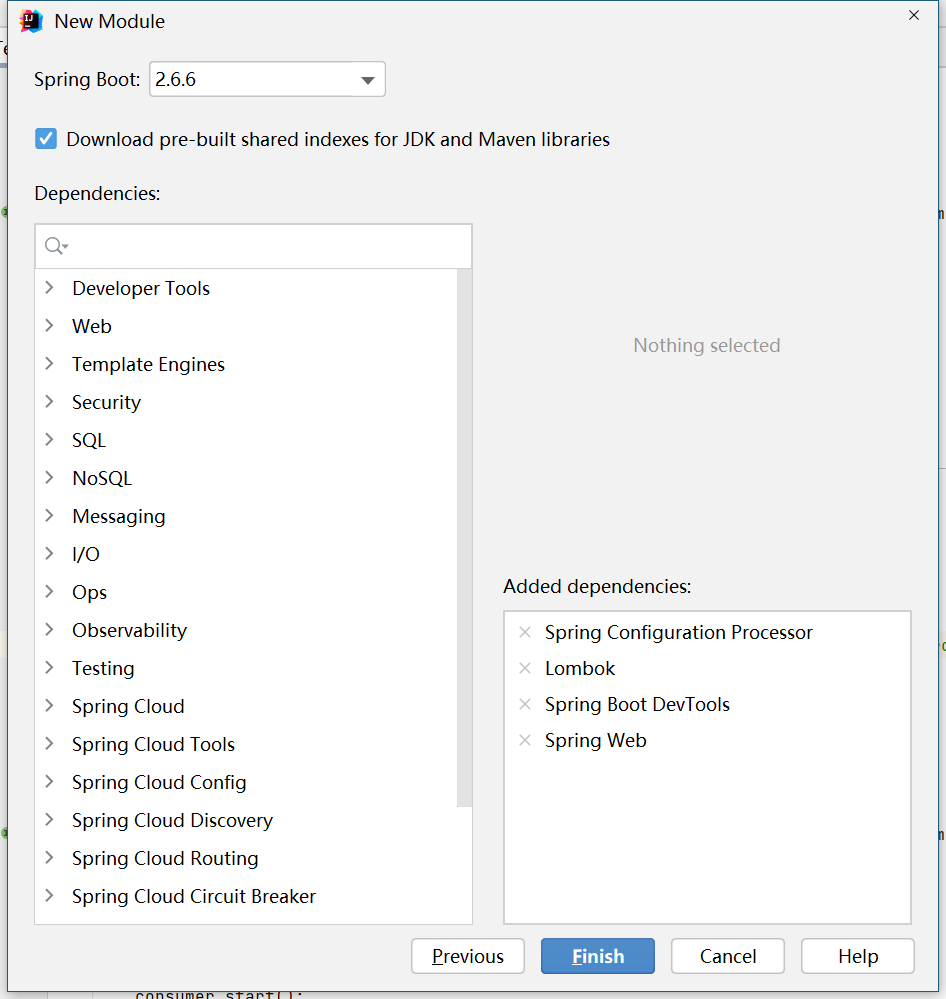 New Module
Spring Boot: 2.6.6
Download pre-built shared indexes for JDK and Maven libraries
Dependencies:
Developer Tools
Web
Template Engines
Security
SQL
NoSQL
Messaging
I/O
Ops
Observability
Testing
Spring Cloud
Spring Cloud Tools
Spring Cloud Config
Spring Cloud Discovery
Spring Cloud Routing
Spring Cloud Circuit Breaker
Nothing selected
Added dependencies:
Spring Configuration Processor
Lombok
Spring Boot DevTools
Spring Web
Previous
Finish
Cancel
Help
consumer.start();